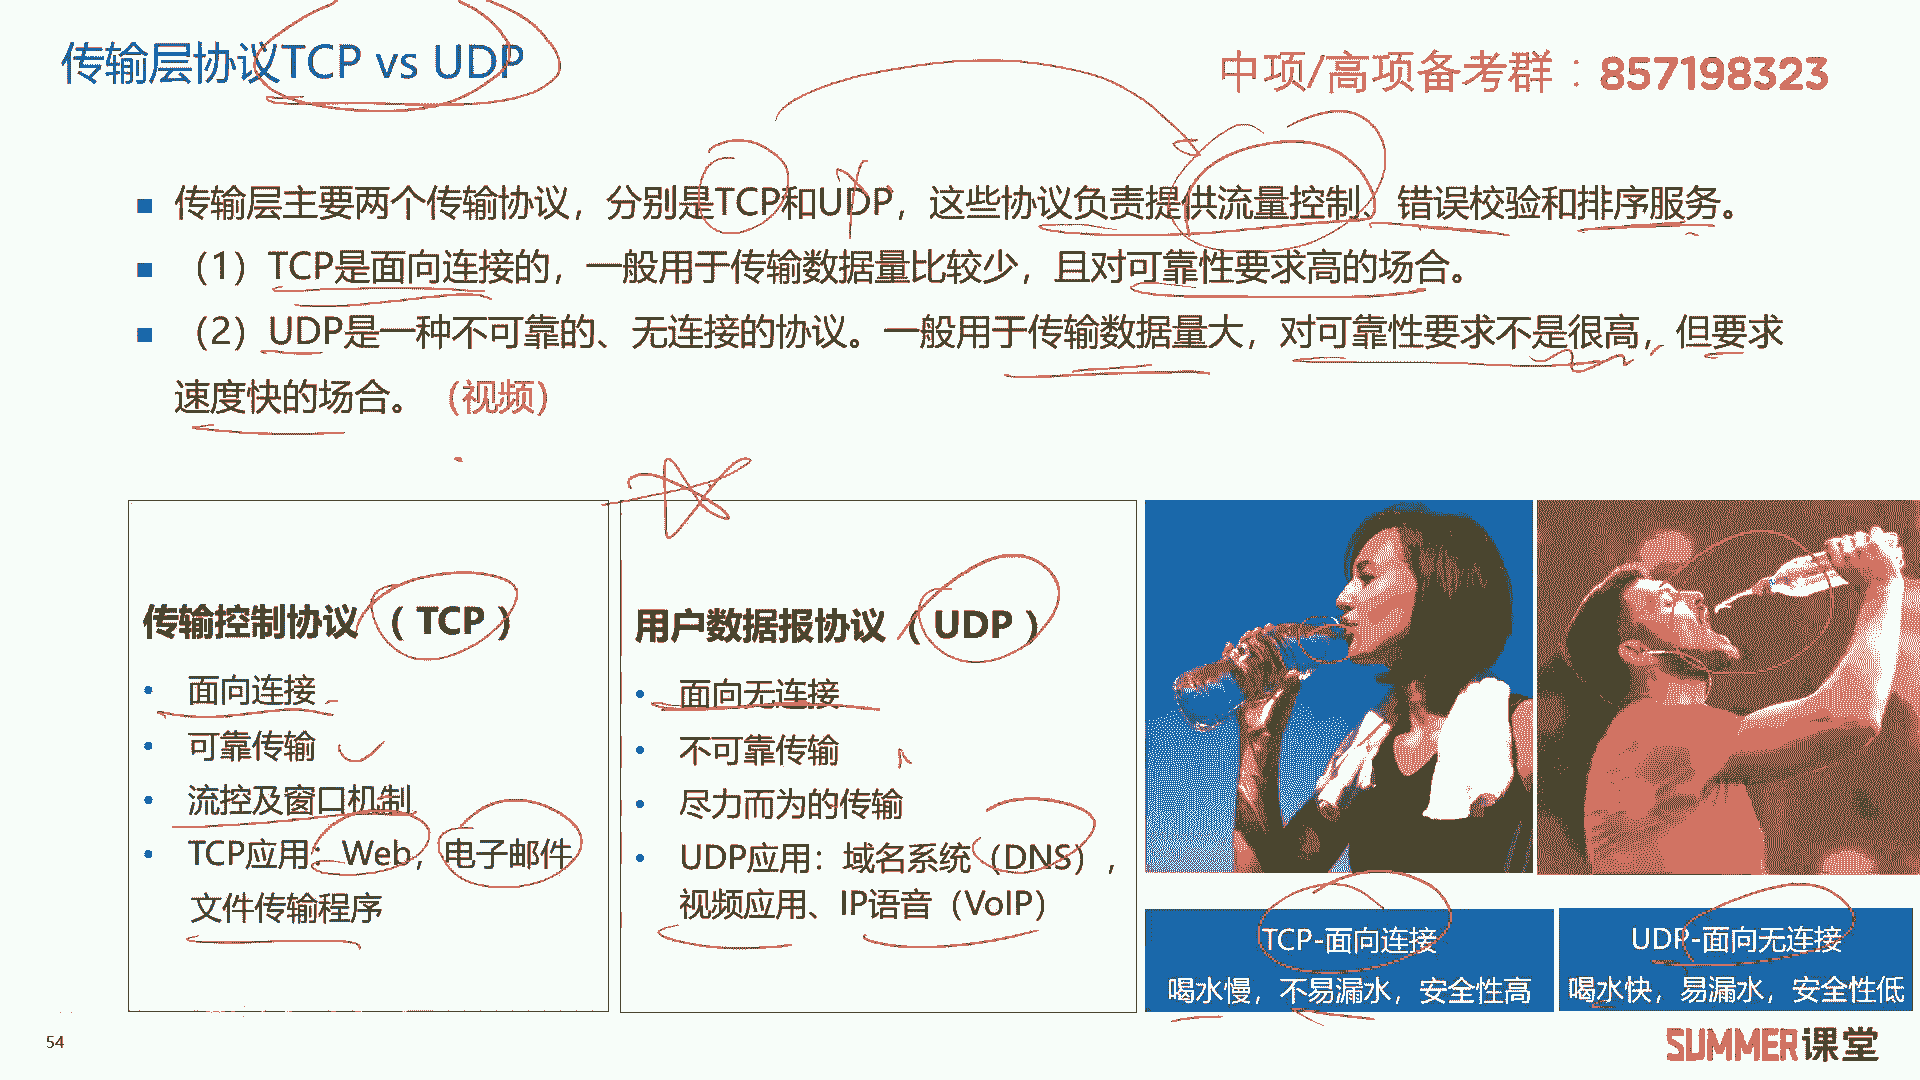 传输层协议TCP vs UDP
中项/高项备考群：857198323
传输层主要两个传输协议，分别是TCP和UDP，这些协议负责提供流量控制、错误校验和排序服务。
（1）TCP是面向连接的，一般用于传输数据量比较少，且对可靠性要求高的场合。
（2）UDP是一种不可靠的、无连接的协议。一般用于传输数据量大，对可靠性要求不是很高，但要求
速度快的场合。（视频）
传输控制协议（TCP）
面向连接
可靠传输
流控及窗口机制
TCP应用：Web，电子邮件
文件传输程序
用户数据报协议（UDP）
面向无连接
不可靠传输
尽力而为的传输
UDP应用：域名系统（DNS），
视频应用、IP语音（VoIP）
TCP-面向连接
喝水慢，不易漏水，安全性高
UDP-面向无连接
喝水快，易漏水，安全性低
54
SUMMER课堂